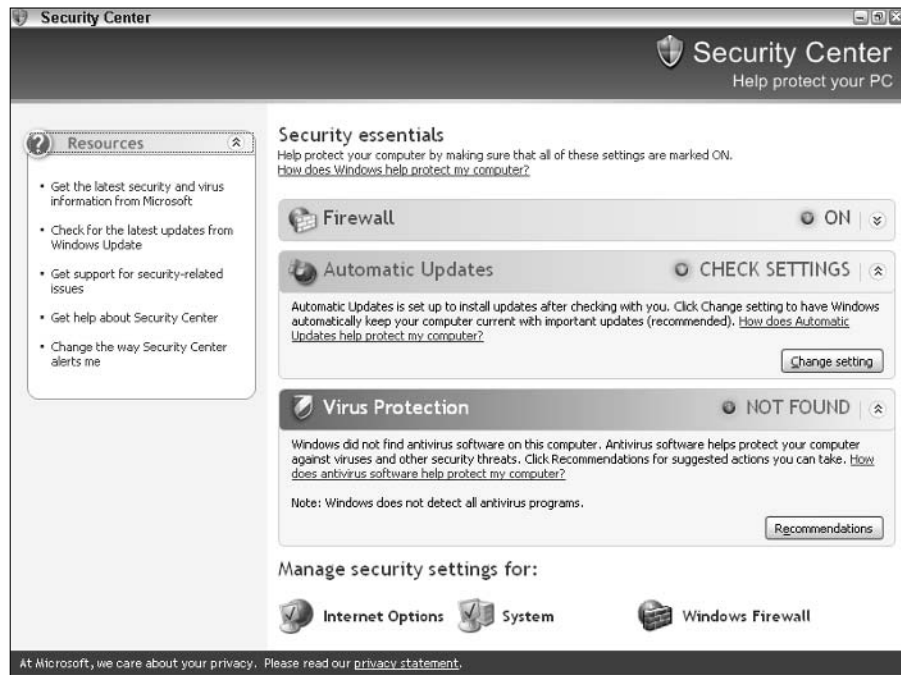 Security Center
Security Center
Help protect your PC
Resources
• Get the latest security and virus
information from Microsoft
• Check for the latest updates from
Windows Update
• Get support for security-related
issues
• Get help about Security Center
• Change the way Security Center
alerts me
Security essentials
Help protect your computer by making sure that all of these settings are marked ON.
How does Windows help protect my computer?
Firewall
ON
Automatic Updates
CHECK SETTINGS
Automatic Updates is set up to install updates after checking with you. Click Change setting to have Windows
automatically keep your computer current with important updates (recommended). How does Automatic
Updates help protect my computer?
Change setting
Virus Protection
NOT FOUND
Windows did not find antivirus software on this computer. Antivirus software helps protect your computer
against viruses and other security threats. Click Recommendations for suggested actions you can take. How
does antivirus software help protect my computer?
Note: Windows does not detect all antivirus programs.
Recommendations
Manage security settings for:
Internet Options
System
Windows Firewall
At Microsoft, we care about your privacy. Please read our privacy statement.